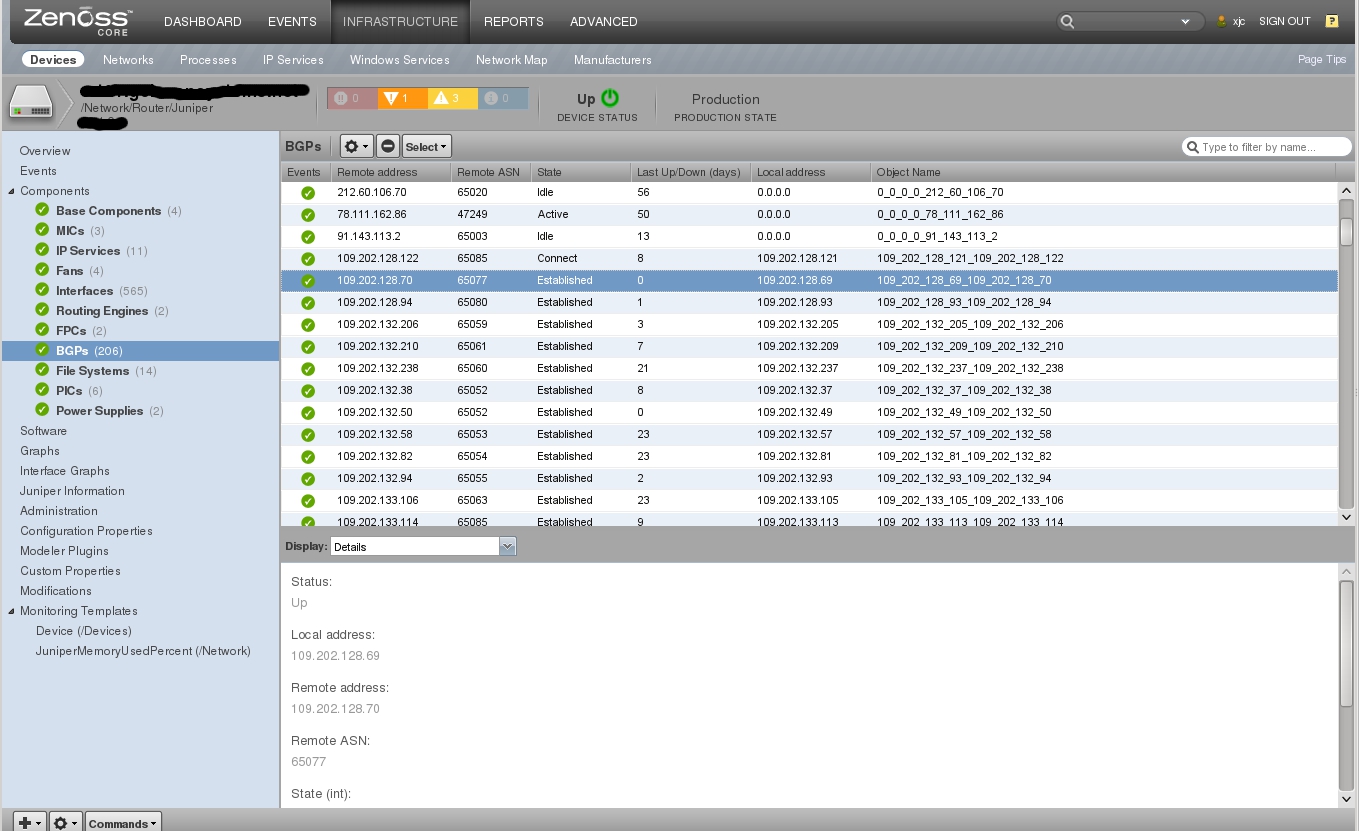 Zenoss™ CORE DASHBOARD EVENTS INFRASTRUCTURE REPORTS ADVANCED xjc SIGN OUT ?
Devices Networks Processes IP Services Windows Services Network Map Manufacturers Page Tips
/Network/Router/Juniper
0 1 3 0
Up
DEVICE STATUS
Production
PRODUCTION STATE
Overview
Events
Components
Base Components (4)
MICs (3)
IP Services (11)
Fans (4)
Interfaces (565)
Routing Engines (2)
FPCs (2)
BGPs (206)
File Systems (14)
PICs (6)
Power Supplies (2)
Software
Graphs
Interface Graphs
Juniper Information
Administration
Configuration Properties
Modeler Plugins
Custom Properties
Modifications
Monitoring Templates
Device (/Devices)
JuniperMemoryUsedPercent (/Network)
BGPs Select Type to filter by name...
Events Remote address Remote ASN State Last Up/Down (days) Local address Object Name
212.60.106.70 65020 Idle 56 0.0.0.0 0_0_0_0_212_60_106_70
78.111.162.86 47249 Active 50 0.0.0.0 0_0_0_0_78_111_162_86
91.143.113.2 65003 Idle 13 0.0.0.0 0_0_0_0_91_143_113_2
109.202.128.122 65085 Connect 8 109.202.128.121 109_202_128_121_109_202_128_122
109.202.128.70 65077 Established 0 109.202.128.69 109_202_128_69_109_202_128_70
109.202.128.94 65080 Established 1 109.202.128.93 109_202_128_93_109_202_128_94
109.202.132.206 65059 Established 3 109.202.132.205 109_202_132_205_109_202_132_206
109.202.132.210 65061 Established 7 109.202.132.209 109_202_132_209_109_202_132_210
109.202.132.238 65060 Established 21 109.202.132.237 109_202_132_237_109_202_132_238
109.202.132.38 65052 Established 8 109.202.132.37 109_202_132_37_109_202_132_38
109.202.132.50 65052 Established 0 109.202.132.49 109_202_132_49_109_202_132_50
109.202.132.58 65053 Established 23 109.202.132.57 109_202_132_57_109_202_132_58
109.202.132.82 65054 Established 23 109.202.132.81 109_202_132_81_109_202_132_82
109.202.132.94 65055 Established 2 109.202.132.93 109_202_132_93_109_202_132_94
109.202.133.106 65063 Established 23 109.202.133.105 109_202_133_105_109_202_133_106
109.202.133.114 65085 Established 9 109.202.133.113 109_202_133_113_109_202_133_114
Display: Details
Status:
Up
Local address:
109.202.128.69
Remote address:
109.202.128.70
Remote ASN:
65077
State (int):
Commands